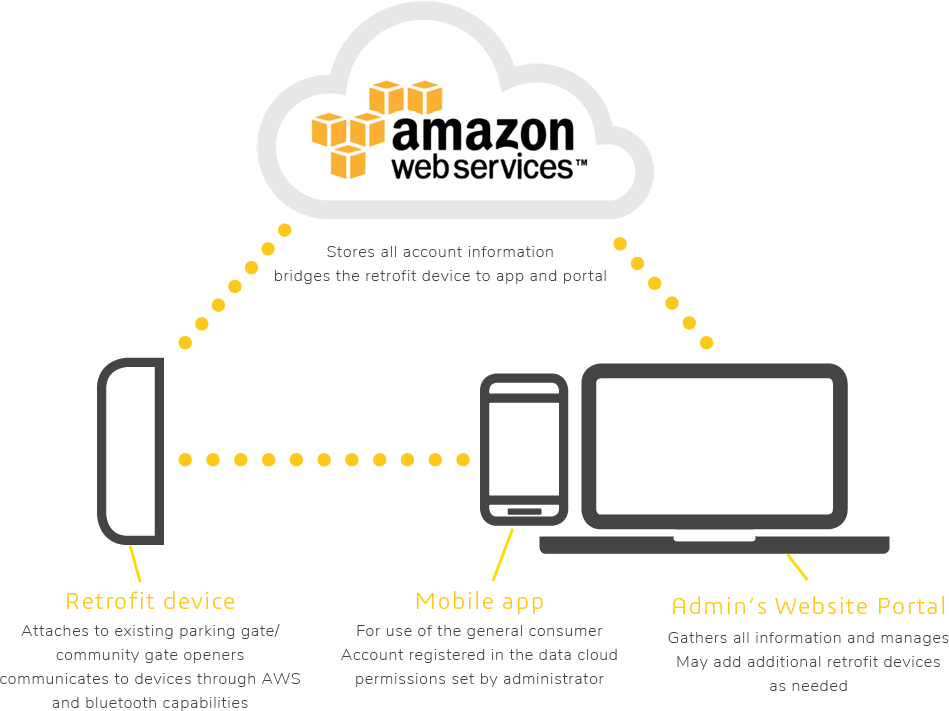 amazon
web services™
Stores all account information
bridges the retrofit device to app and portal
Retrofit device
Attaches to existing parking gate/
community gate openers
communicates to devices through AWS
and bluetooth capabilities
Mobile app
For use of the general consumer
Account registered in the data cloud
permissions set by administrator
Admin's Website Portal
Gathers all information and manages
May add additional retrofit devices
as needed